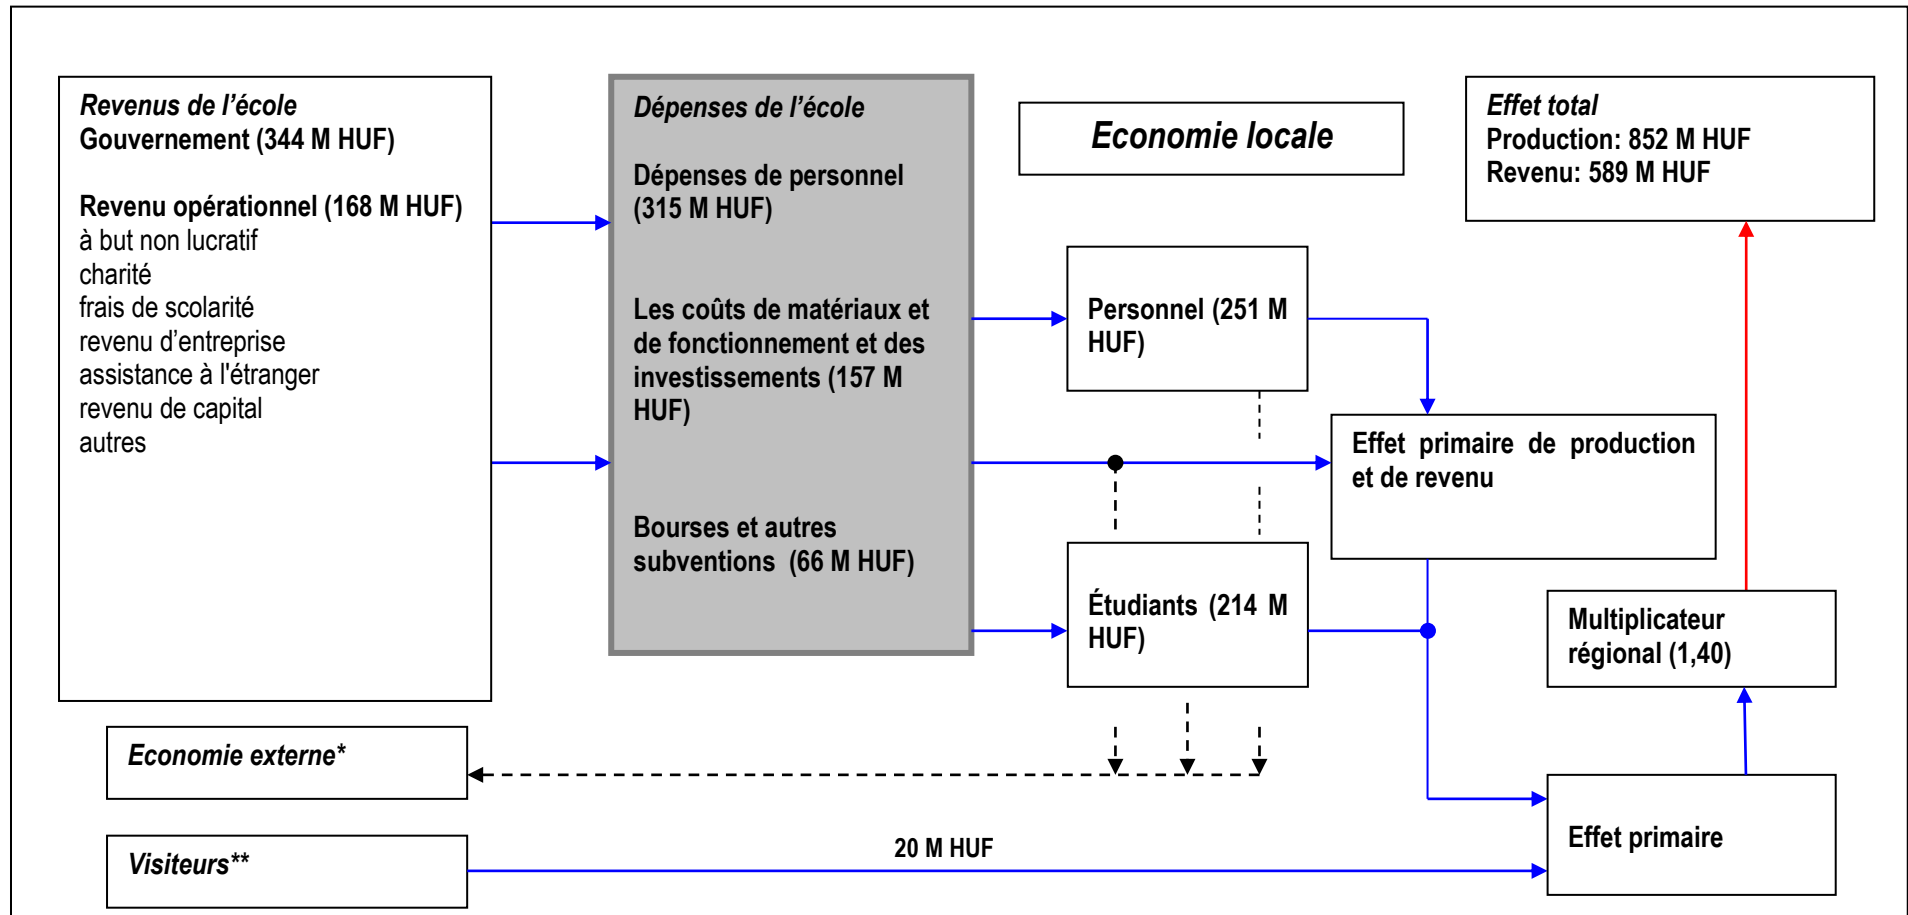 Revenus de l’école
Gouvernement (344 M HUF)
Revenu opérationnel (168 M HUF)
à but non lucratif
charité
frais de scolarité
revenu d’entreprise
assistance à l'étranger
revenu de capital
autres
Dépenses de l’école
Dépenses de personnel
(315 M HUF)
Les coûts de matériaux et
de fonctionnement et des
investissements (157 M
HUF)
Bourses et autres
subventions (66 M HUF)
Economie locale
Personnel (251 M
HUF)
Étudiants (214 M
HUF)
Effet primaire de production
et de revenu
Effet total
Production: 852 M HUF
Revenu: 589 M HUF
Multiplicateur
régional (1,40)
Economie externe*
Visiteurs**
20 M HUF
Effet primaire